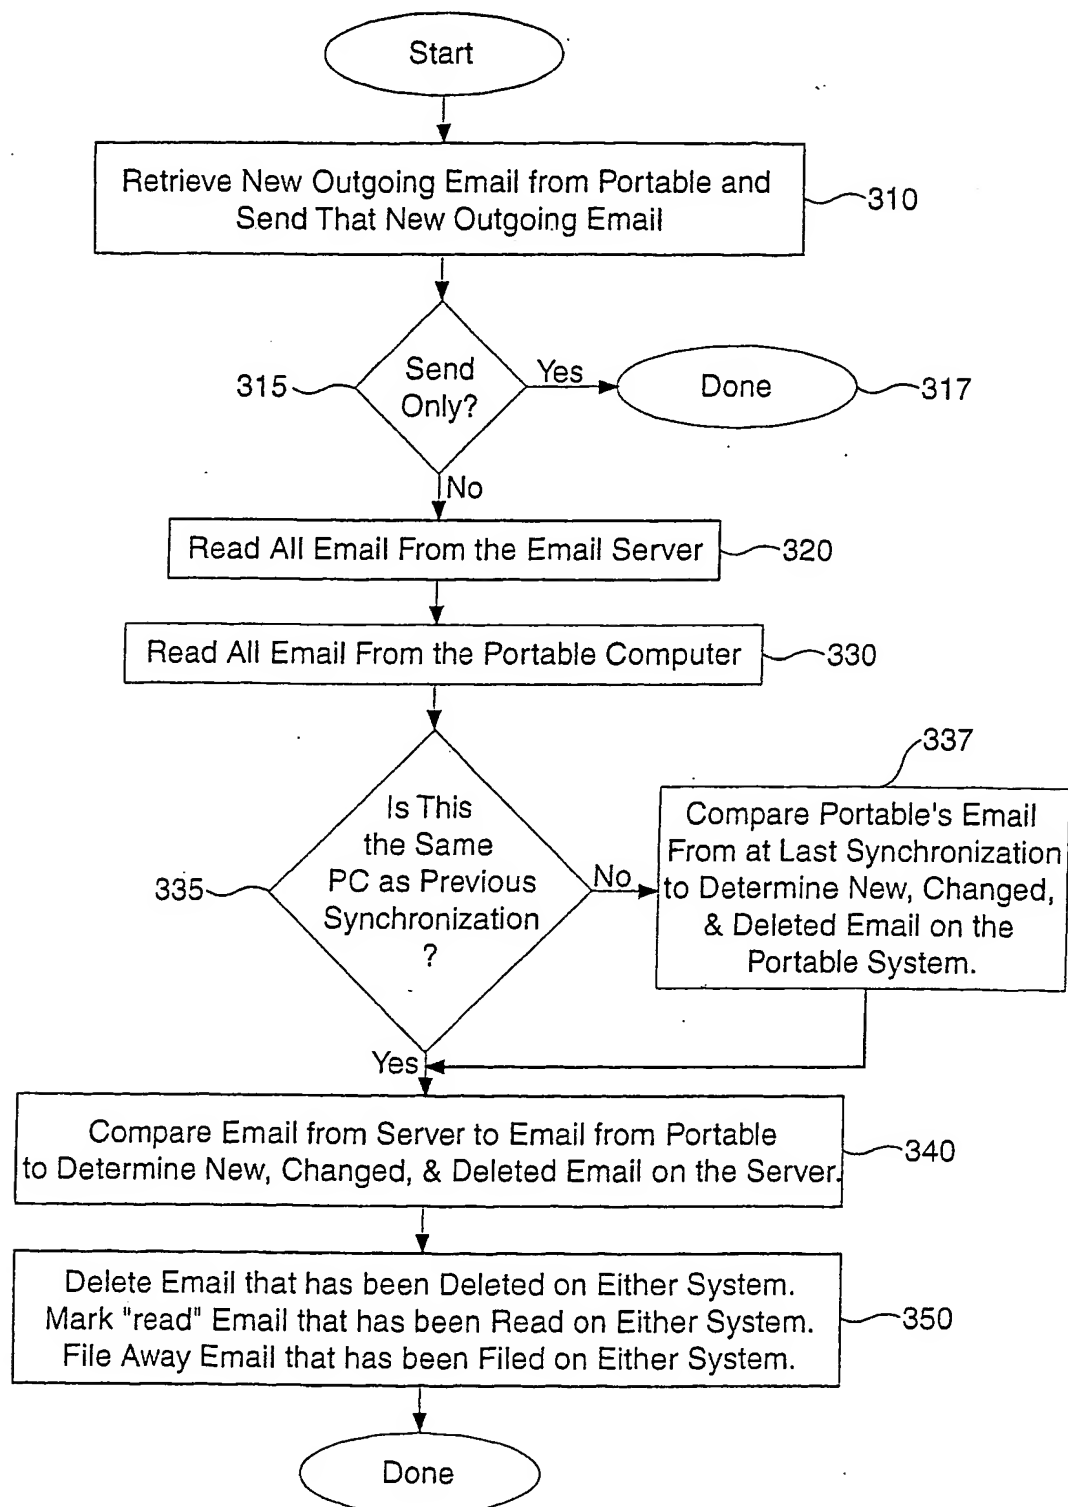 Start
Retrieve New Outgoing Email from Portable and
Send That New Outgoing Email
310
Send
Only?
315
Yes
Done
317
No
Read All Email From the Email Server
320
Read All Email From the Portable Computer
330
Is This
the Same
PC as Previous
Synchronization
?
335
No
337
Compare Portable's Email
From at Last Synchronization
to Determine New, Changed,
& Deleted Email on the
Portable System.
Yes
Compare Email from Server to Email from Portable
to Determine New, Changed, & Deleted Email on the Server.
340
Delete Email that has been Deleted on Either System.
Mark "read" Email that has been Read on Either System.
File Away Email that has been Filed on Either System.
350
Done